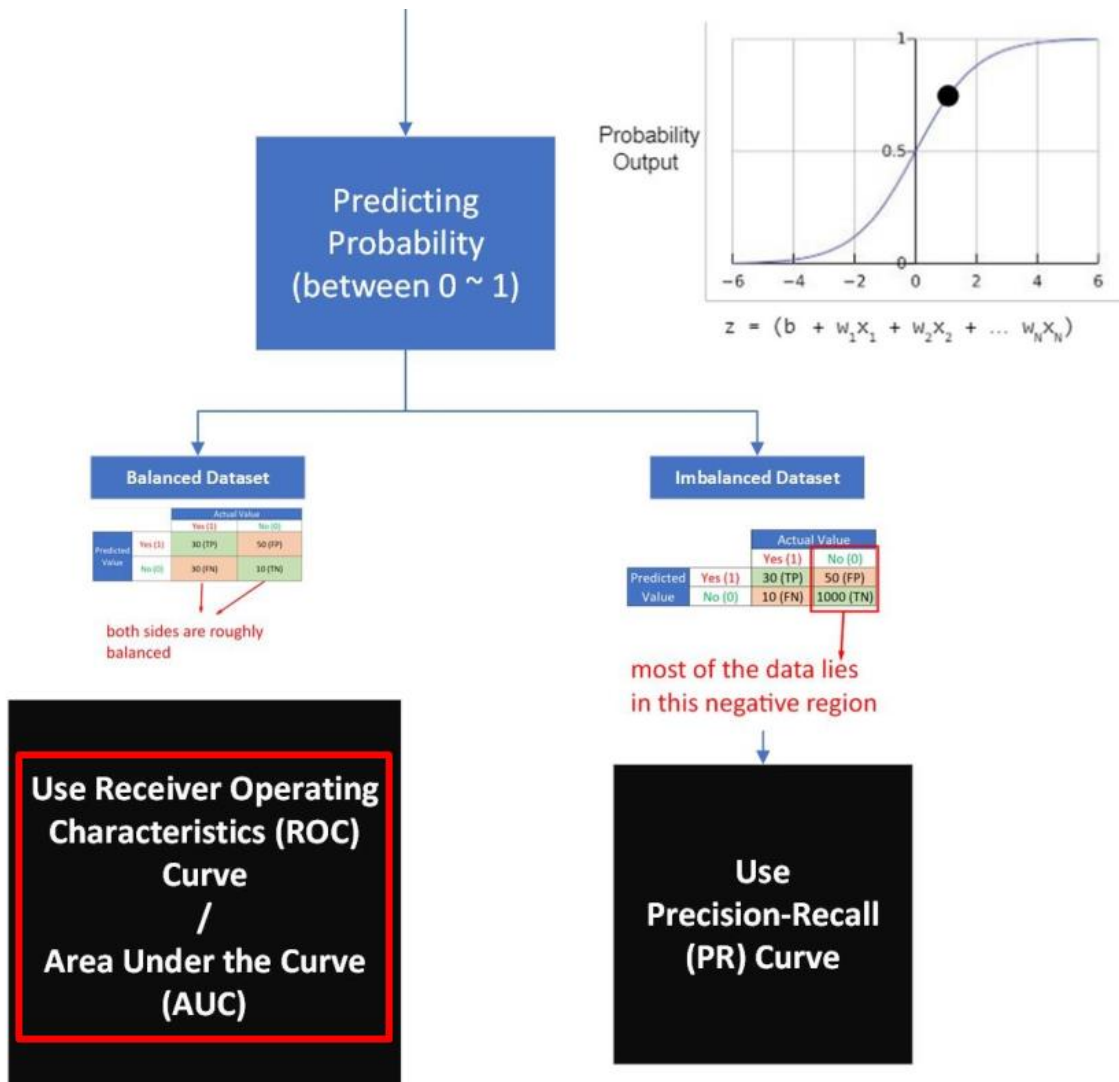 Predicting
Probability
(between 0 ~ 1)
Probability
Output
1
0.5
0
−6 −4 −2 0 2 4 6
z = (b + w₁x₁ + w₂x₂ + … wₙxₙ)
Balanced Dataset
Actual Value
Yes (1) No (0)
Predicted
Value
Yes (1) 30 (TP) 50 (FP)
No (0) 30 (FN) 10 (TN)
both sides are roughly
balanced
Imbalanced Dataset
Actual Value
Yes (1) No (0)
Predicted Yes (1) 30 (TP) 50 (FP)
Value No (0) 10 (FN) 1000 (TN)
most of the data lies
in this negative region
Use Receiver Operating
Characteristics (ROC)
Curve
/
Area Under the Curve
(AUC)
Use
Precision-Recall
(PR) Curve